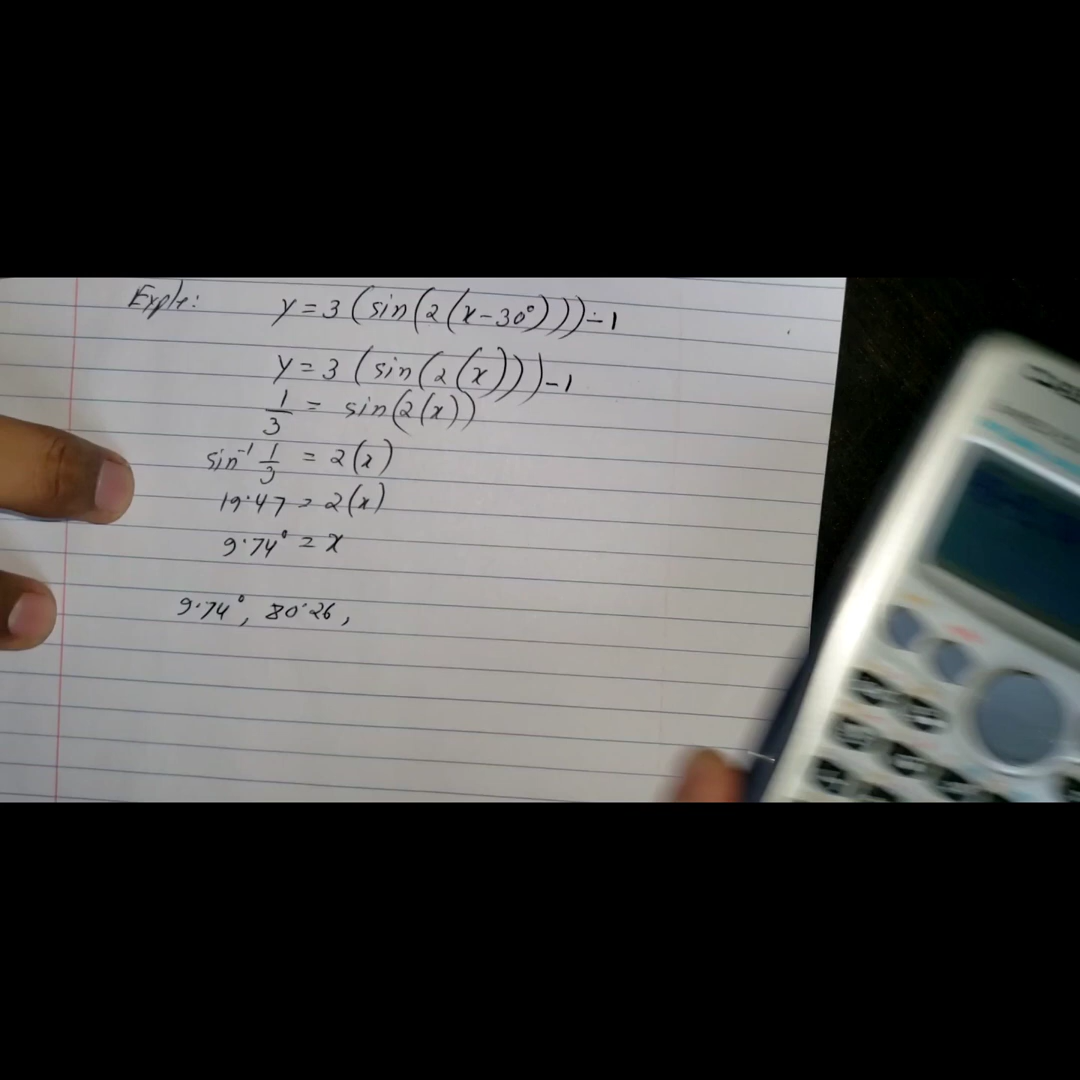 Exple: y = 3 (sin(2(x-30°))) - 1
y = 3 (sin(2(x))) - 1
1/3 = sin(2(x))
sin⁻¹ 1/3 = 2(x)
19.47 = 2(x)
9.74° = x
9.74°, 80.26,